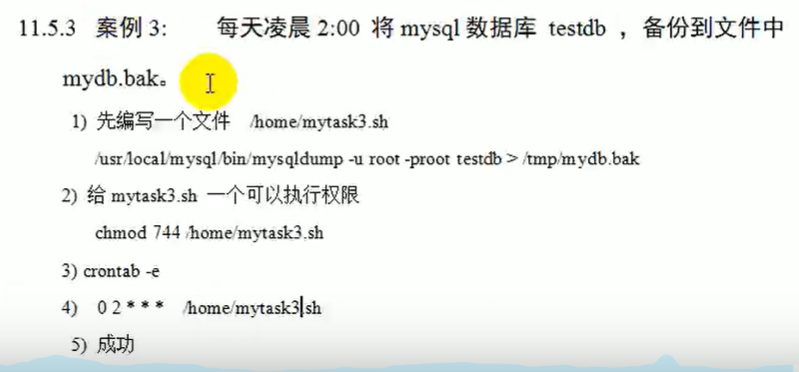 11.5.3 案例 3: 每天凌晨 2:00 将 mysql 数据库 testdb ，备份到文件中
mydb.bak。
1) 先编写一个文件 /home/mytask3.sh
/usr/local/mysql/bin/mysqldump -u root -proot testdb > /tmp/mydb.bak
2) 给 mytask3.sh 一个可以执行权限
chmod 744 /home/mytask3.sh
3) crontab -e
4) 0 2 * * * /home/mytask3.sh
5) 成功